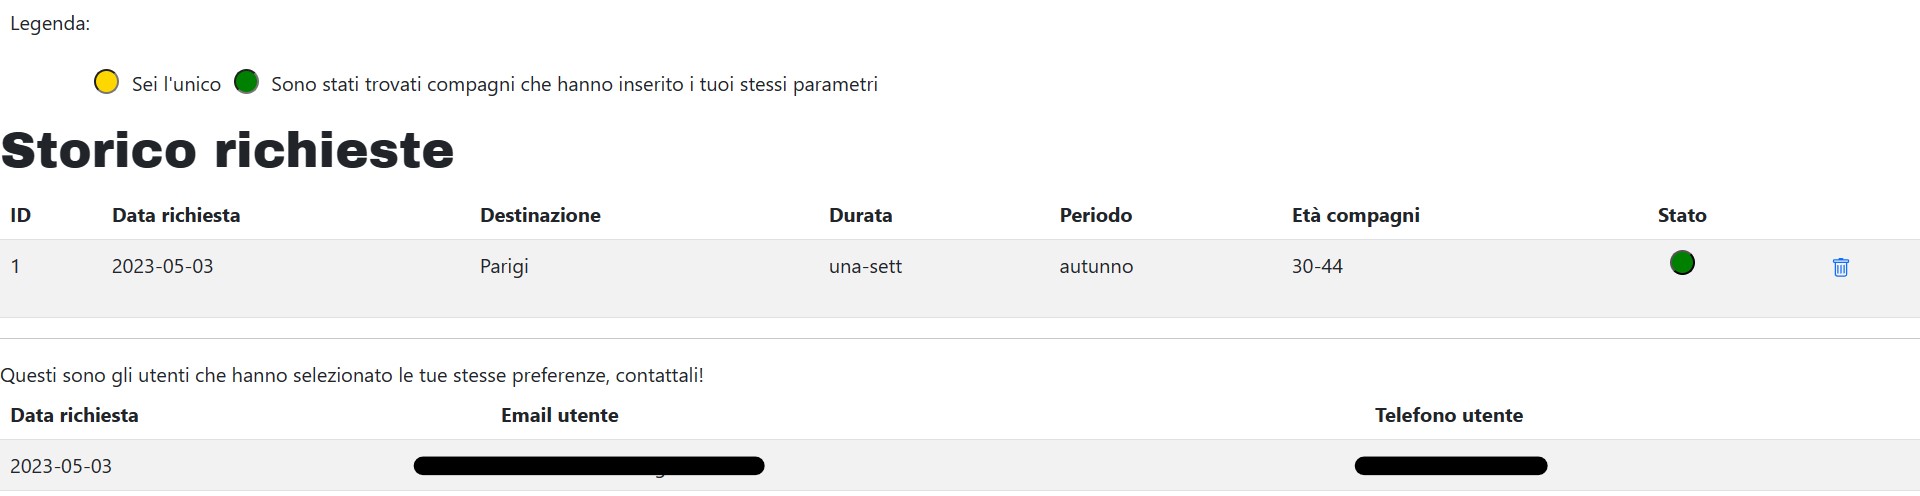 Legenda:
Sei l'unico Sono stati trovati compagni che hanno inserito i tuoi stessi parametri
Storico richieste
ID Data richiesta Destinazione Durata Periodo Età compagni Stato
1 2023-05-03 Parigi una-sett autunno 30-44
Questi sono gli utenti che hanno selezionato le tue stesse preferenze, contattali!
Data richiesta Email utente Telefono utente
2023-05-03